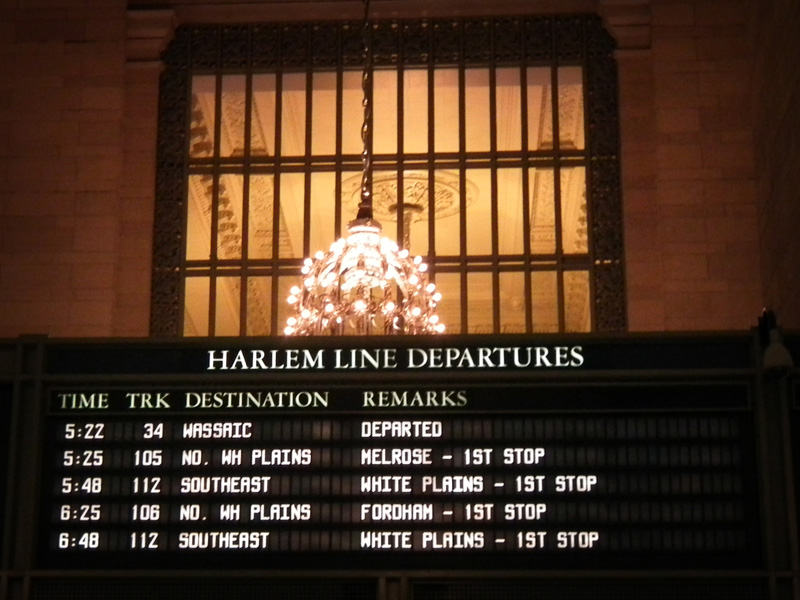 HARLEM LINE DEPARTURES
TIME TRK DESTINATION REMARKS
5:22 34 WASSAIC DEPARTED
5:25 105 NO. WH PLAINS MELROSE - 1ST STOP
5:48 112 SOUTHEAST WHITE PLAINS - 1ST STOP
6:25 106 NO. WH PLAINS FORDHAM - 1ST STOP
6:48 112 SOUTHEAST WHITE PLAINS - 1ST STOP